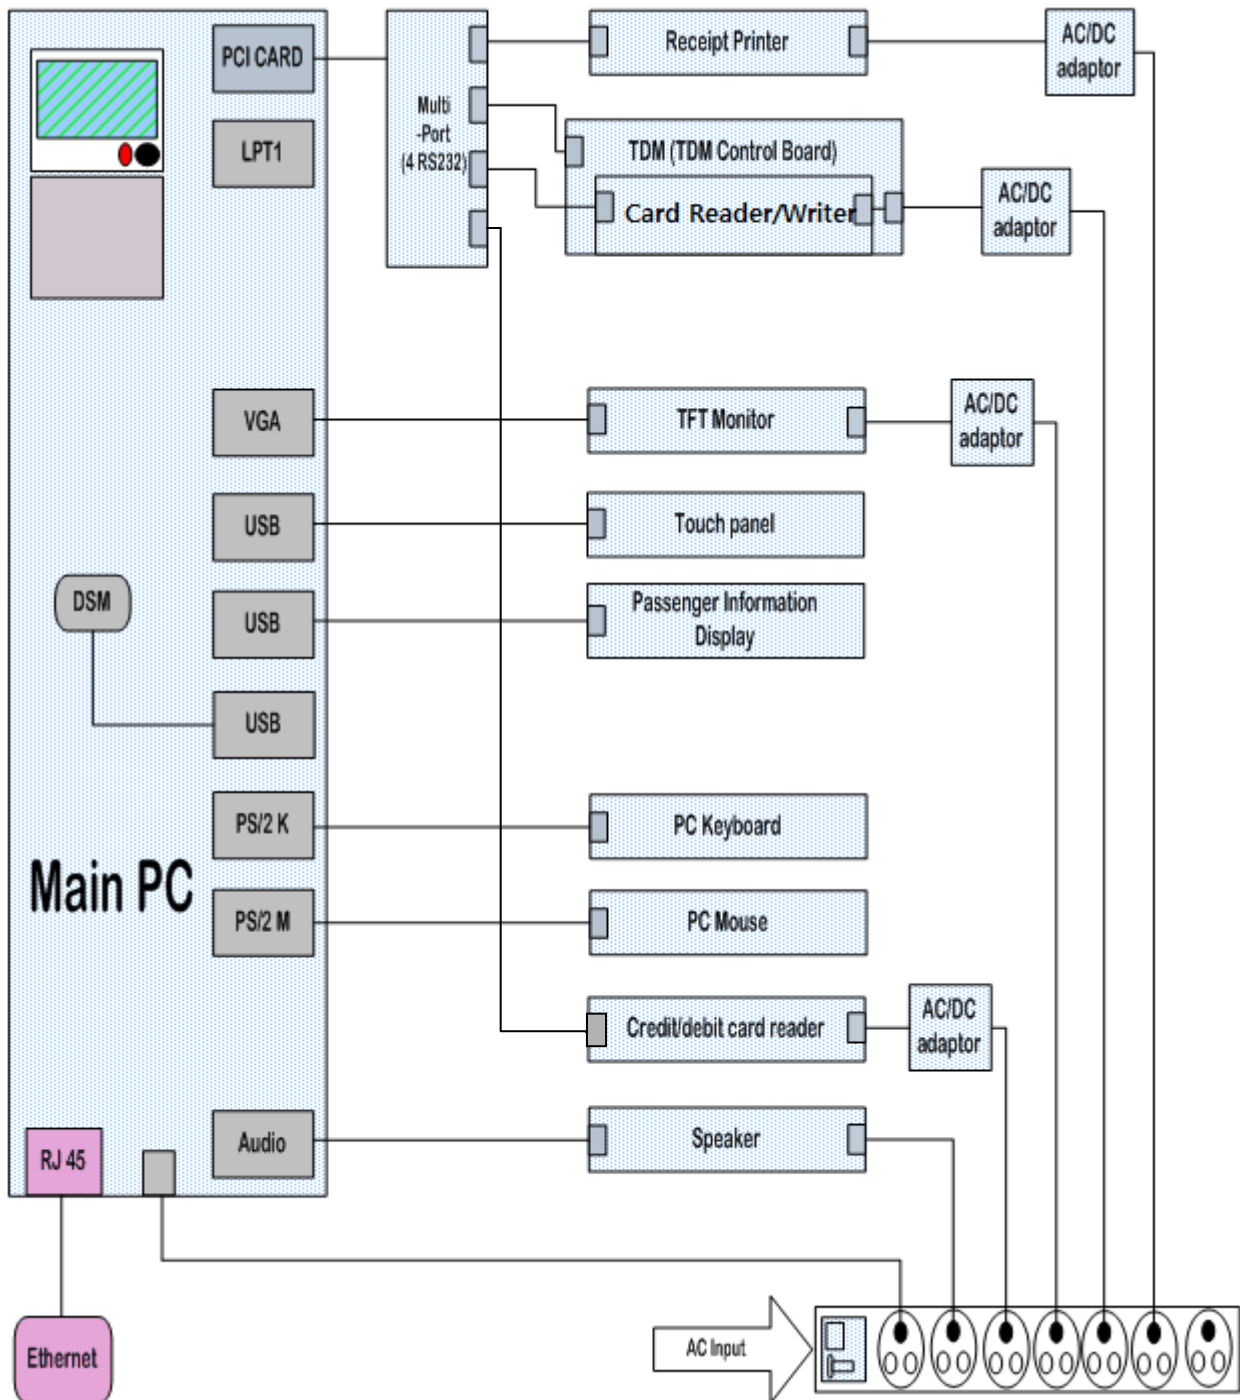 PCI CARD
LPT1
Multi
-Port
(4 RS232)
Receipt Printer
AC/DC
adaptor
TDM (TDM Control Board)
Card Reader/Writer
AC/DC
adaptor
VGA
TFT Monitor
AC/DC
adaptor
USB
Touch panel
DSM
USB
Passenger Information
Display
USB
PS/2 K
PC Keyboard
Main PC
PS/2 M
PC Mouse
Credit/debit card reader
AC/DC
adaptor
RJ 45
Audio
Speaker
Ethernet
AC Input